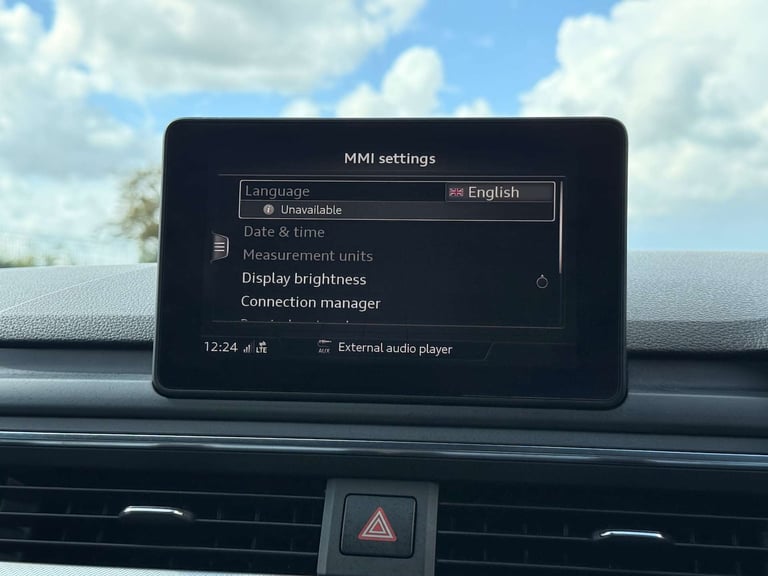 MMI settings
Language English
Unavailable
Date & time
Measurement units
Display brightness
Connection manager
12:24 LTE AUX External audio player